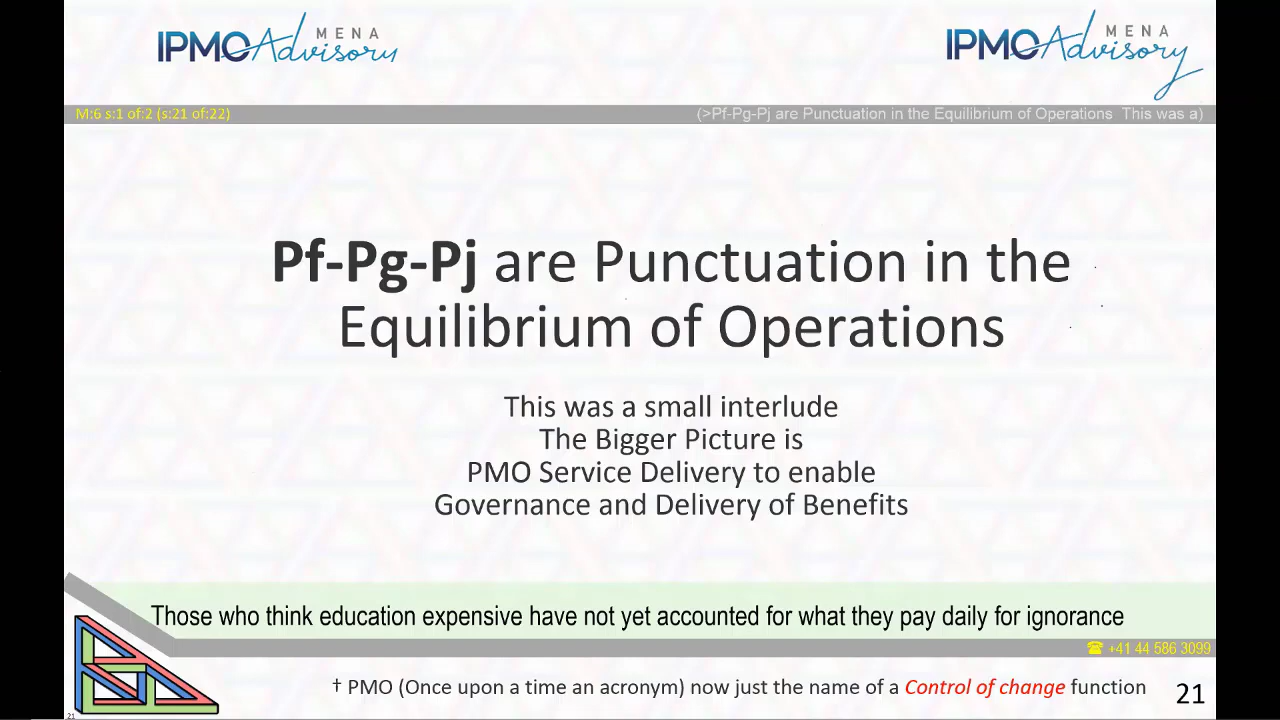 IPMO Advisory MENA
IPMO Advisory MENA
M:6 s:1 of:2 (s:21 of:22)
(>Pf-Pg-Pj are Punctuation in the Equilibrium of Operations This was a)
Pf-Pg-Pj are Punctuation in the
Equilibrium of Operations
This was a small interlude
The Bigger Picture is
PMO Service Delivery to enable
Governance and Delivery of Benefits
Those who think education expensive have not yet accounted for what they pay daily for ignorance
☎ +41 44 586 3099
† PMO (Once upon a time an acronym) now just the name of a Control of change function
21
21